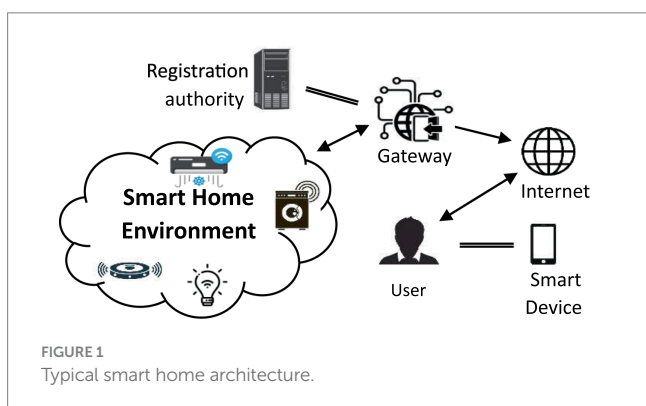 Registration
authority
Gateway
Internet
Smart Home
Environment
User
Smart
Device
FIGURE 1
Typical smart home architecture.